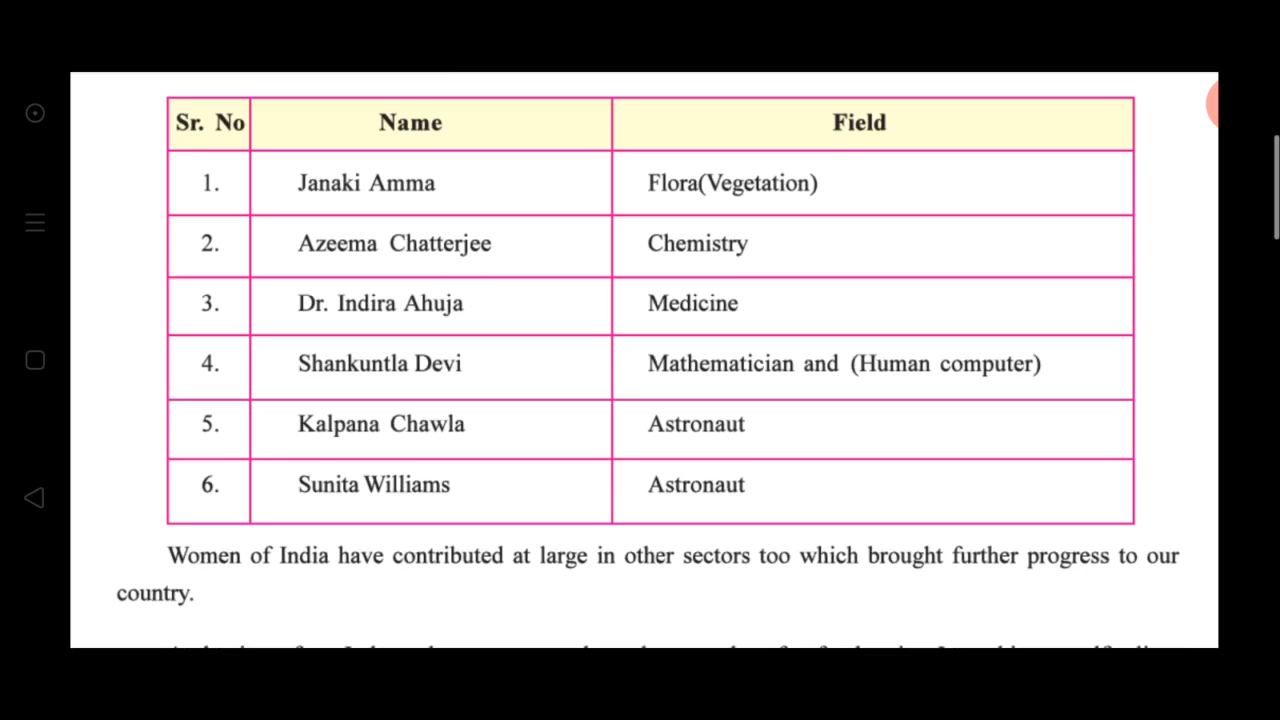 Sr. No Name Field
1. Janaki Amma Flora(Vegetation)
2. Azeema Chatterjee Chemistry
3. Dr. Indira Ahuja Medicine
4. Shankuntla Devi Mathematician and (Human computer)
5. Kalpana Chawla Astronaut
6. Sunita Williams Astronaut
Women of India have contributed at large in other sectors too which brought further progress to our
country.